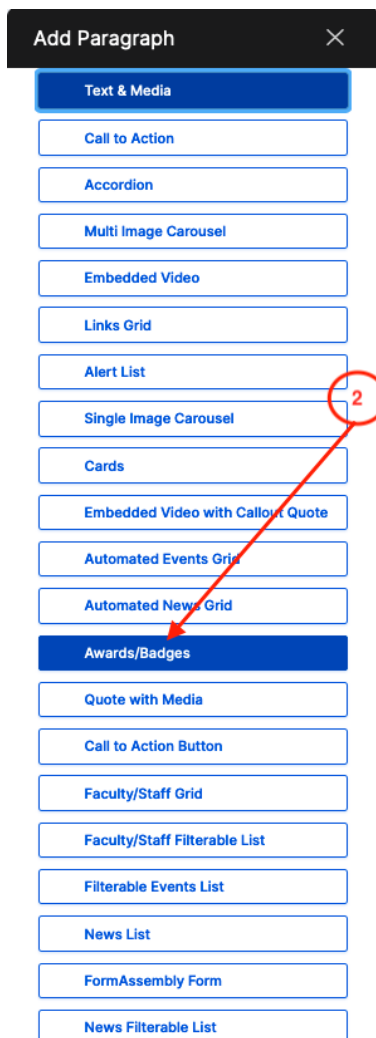 Add Paragraph
Text & Media
Call to Action
Accordion
Multi Image Carousel
Embedded Video
Links Grid
Alert List
2
Single Image Carousel
Cards
Embedded Video with Callout Quote
Automated Events Grid
Automated News Grid
Awards/Badges
Quote with Media
Call to Action Button
Faculty/Staff Grid
Faculty/Staff Filterable List
Filterable Events List
News List
FormAssembly Form
News Filterable List